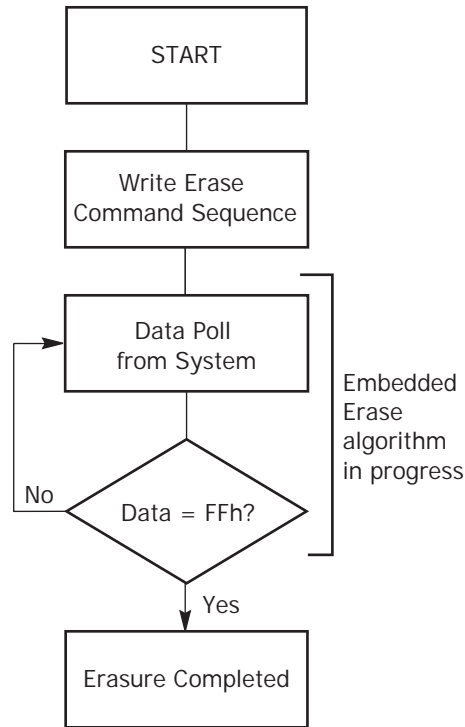 START
Write Erase
Command Sequence
Data Poll
from System
Embedded
Erase
algorithm
in progress
No
Data = FFh?
Yes
Erasure Completed